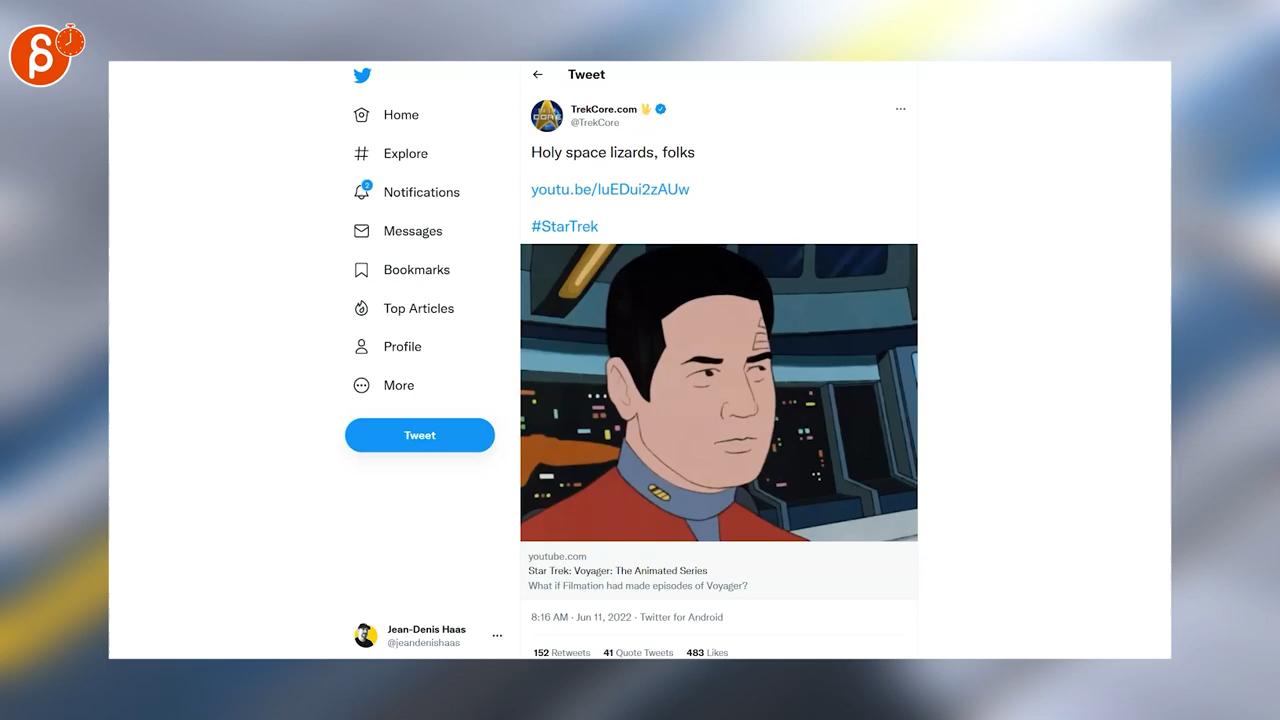 Tweet
TrekCore.com
@TrekCore
Home
Explore
2
Notifications
Messages
Bookmarks
Top Articles
Profile
More
Tweet
Jean-Denis Haas
@jeandenishaas
Holy space lizards, folks
youtu.be/luEDui2zAUw
#StarTrek
youtube.com
Star Trek: Voyager: The Animated Series
What if Filmation had made episodes of Voyager?
8:16 AM · Jun 11, 2022 · Twitter for Android
152 Retweets 41 Quote Tweets 483 Likes